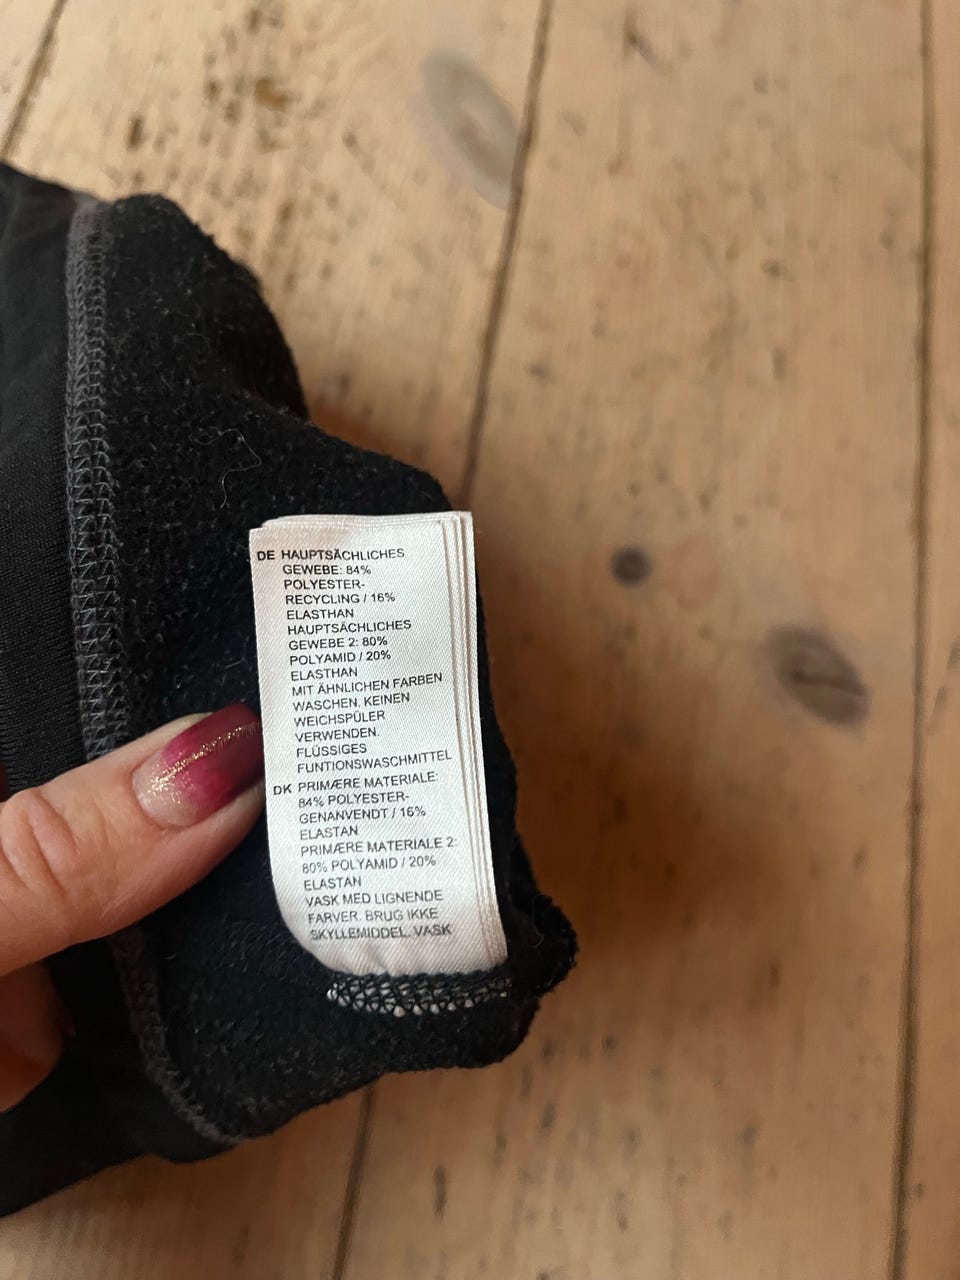 DE HAUPTSÄCHLICHES
GEWEBE: 84%
POLYESTER-
RECYCLING / 16%
ELASTHAN
HAUPTSÄCHLICHES
GEWEBE 2: 80%
POLYAMID / 20%
ELASTHAN
MIT ÄHNLICHEN FARBEN
WASCHEN. KEINEN
WEICHSPÜLER
VERWENDEN.
FLÜSSIGES
FUNTIONSWASCHMITTEL
DK PRIMÆRE MATERIALE:
84% POLYESTER-
GENANVENDT / 16%
ELASTAN
PRIMÆRE MATERIALE 2:
80% POLYAMID / 20%
ELASTAN
VASK MED LIGNENDE
FARVER. BRUG IKKE
SKYLLEMIDDEL. VASK